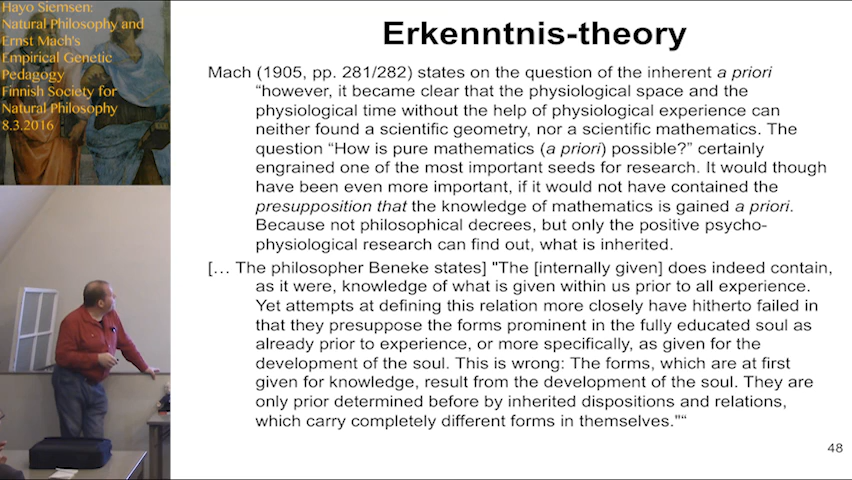 Hayo Siemsen:
Natural Philosophy and
Ernst Mach's
Empirical Genetic
Pedagogy
Finnish Society for
Natural Philosophy
8.3.2016
Erkenntnis-theory
Mach (1905, pp. 281/282) states on the question of the inherent a priori
“however, it became clear that the physiological space and the
physiological time without the help of physiological experience can
neither found a scientific geometry, nor a scientific mathematics. The
question “How is pure mathematics (a priori) possible?” certainly
engrained one of the most important seeds for research. It would though
have been even more important, if it would not have contained the
presupposition that the knowledge of mathematics is gained a priori.
Because not philosophical decrees, but only the positive psycho-
physiological research can find out, what is inherited.
[… The philosopher Beneke states] "The [internally given] does indeed contain,
as it were, knowledge of what is given within us prior to all experience.
Yet attempts at defining this relation more closely have hitherto failed in
that they presuppose the forms prominent in the fully educated soul as
already prior to experience, or more specifically, as given for the
development of the soul. This is wrong: The forms, which are at first
given for knowledge, result from the development of the soul. They are
only prior determined before by inherited dispositions and relations,
which carry completely different forms in themselves."“
48